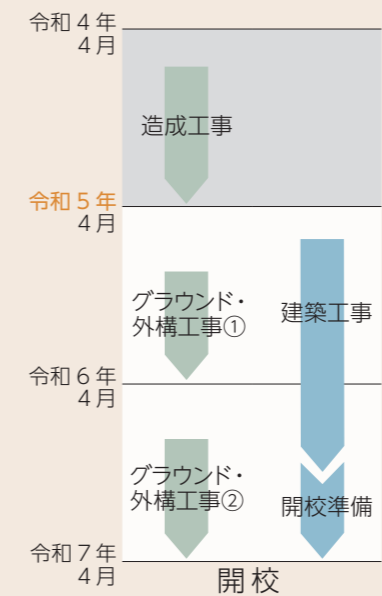 令和４年
４月
造成工事
令和５年
４月
グラウンド・
外構工事①
建築工事
令和６年
４月
グラウンド・
外構工事②
開校準備
令和７年
４月
開校